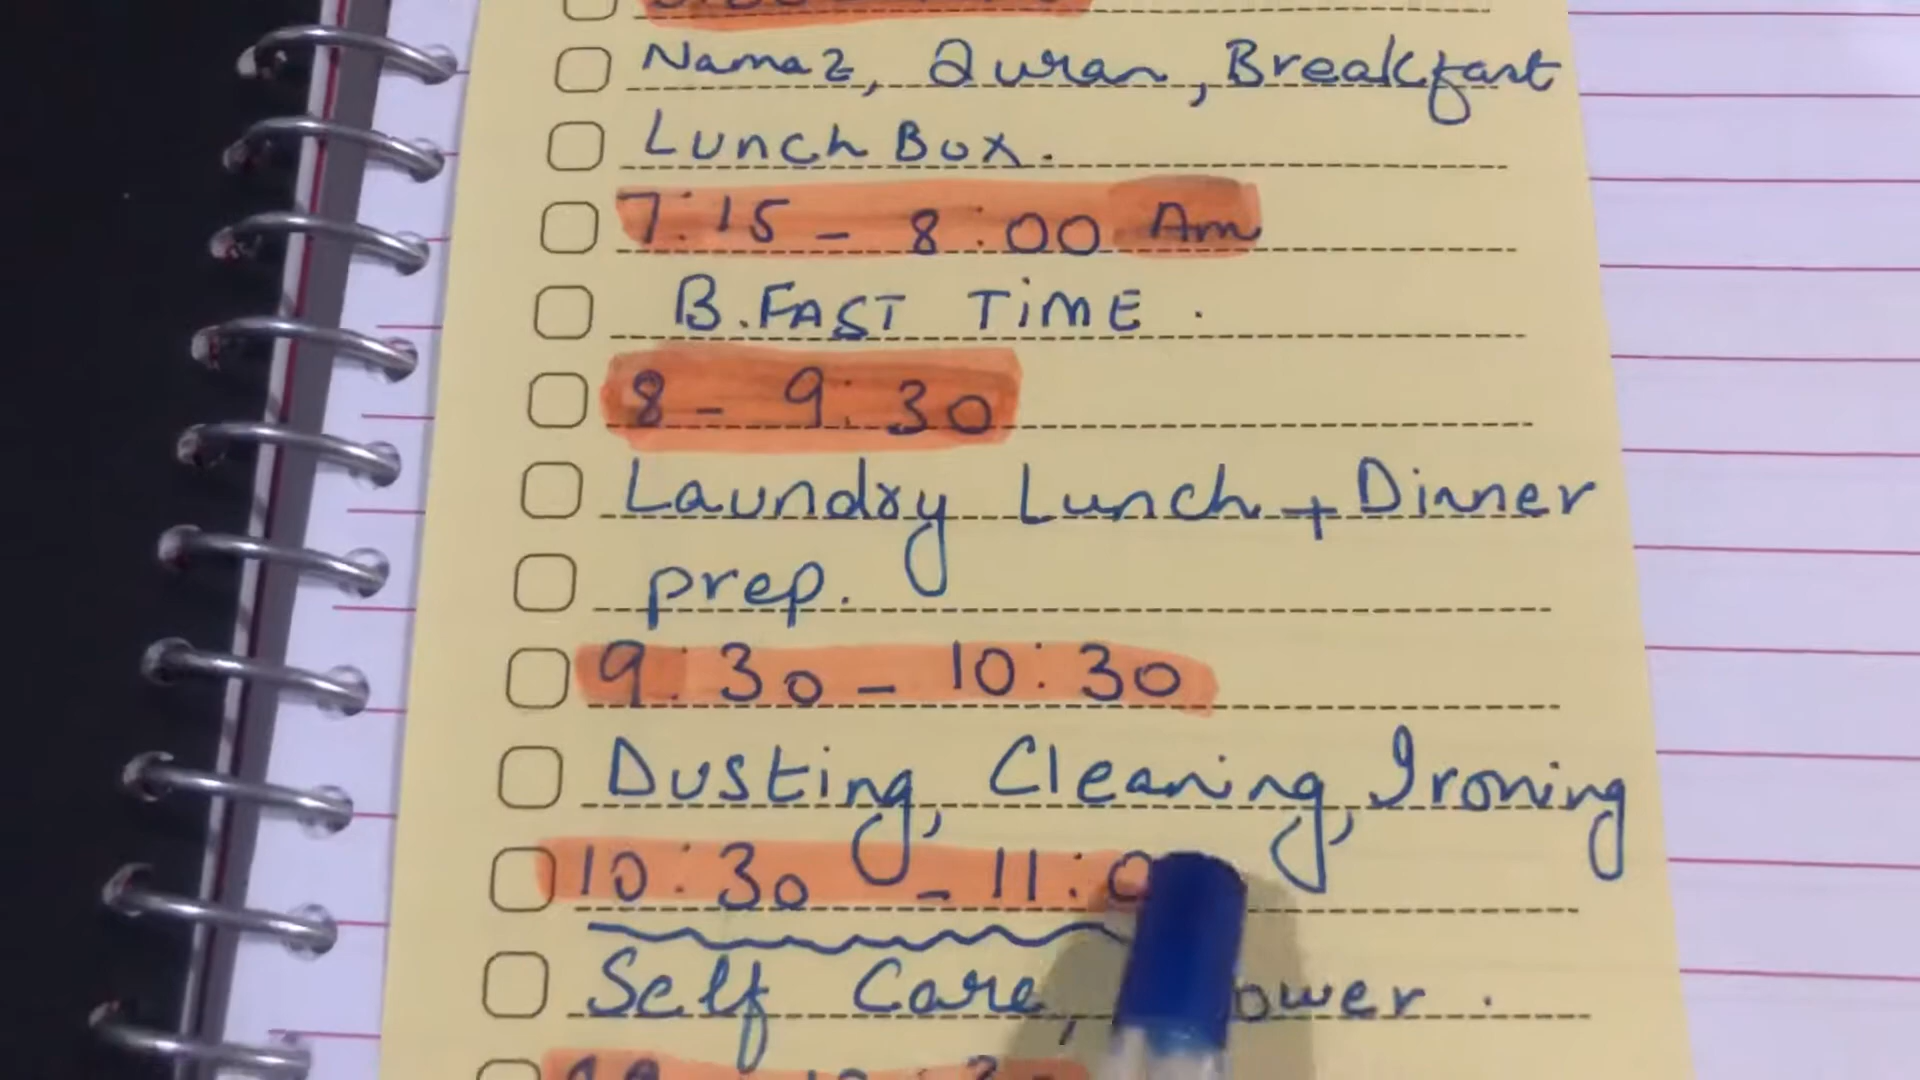 Namaz, Quran, Breakfast
Lunch Box.
7:15 - 8:00 Am
B.FAST TIME.
8 - 9:30
Laundry Lunch + Dinner
prep.
9:30 - 10:30
Dusting, Cleaning, Ironing
10:30 - 11:0
Self Care,